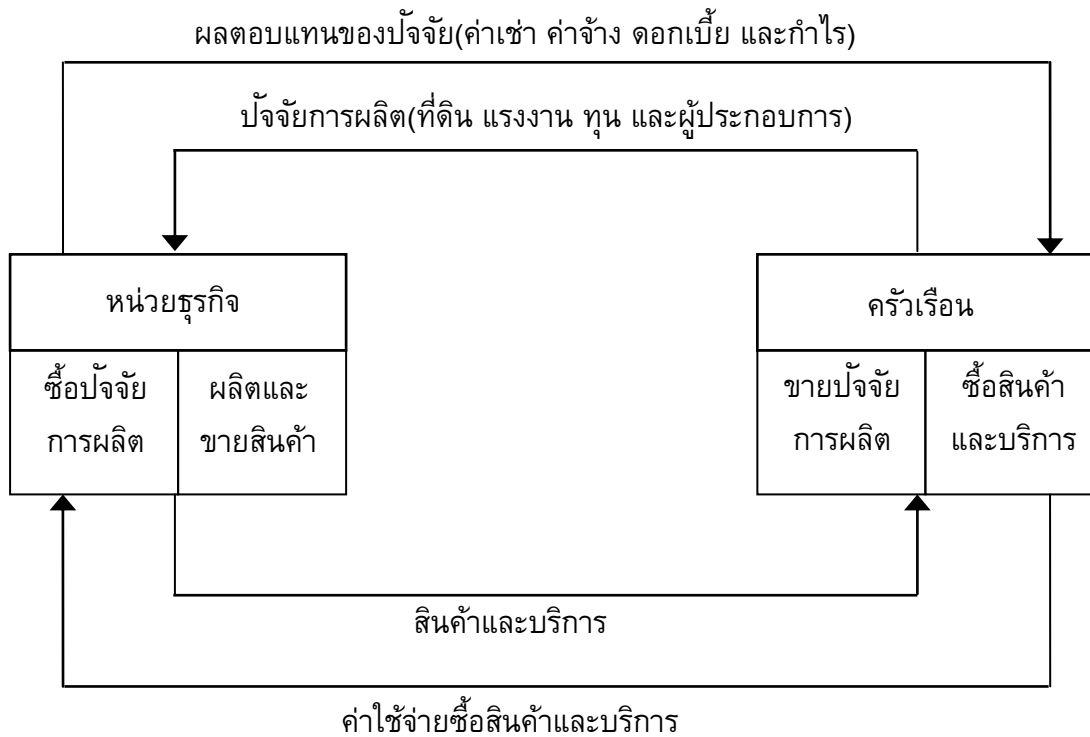 ผลตอบแทนของปัจจัย(ค่าเช่า ค่าจ้าง ดอกเบี้ย และกำไร)
ปัจจัยการผลิต(ที่ดิน แรงงาน ทุน และผู้ประกอบการ)
หน่วยธุรกิจ
ซื้อปัจจัย
การผลิต
ผลิตและ
ขายสินค้า
ครัวเรือน
ขายปัจจัย
การผลิต
ซื้อสินค้า
และบริการ
สินค้าและบริการ
ค่าใช้จ่ายซื้อสินค้าและบริการ